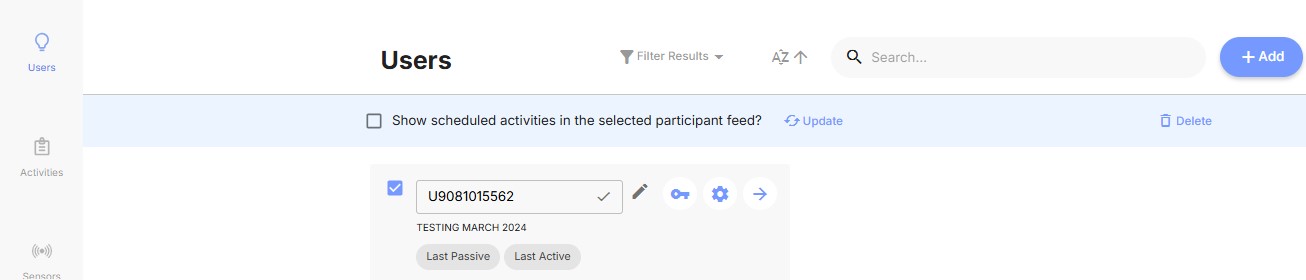 Users
Activities
Sensors
Users
Filter Results
AZ
Search...
Add
Show scheduled activities in the selected participant feed?
Update
Delete
U9081015562
TESTING MARCH 2024
Last Passive
Last Active